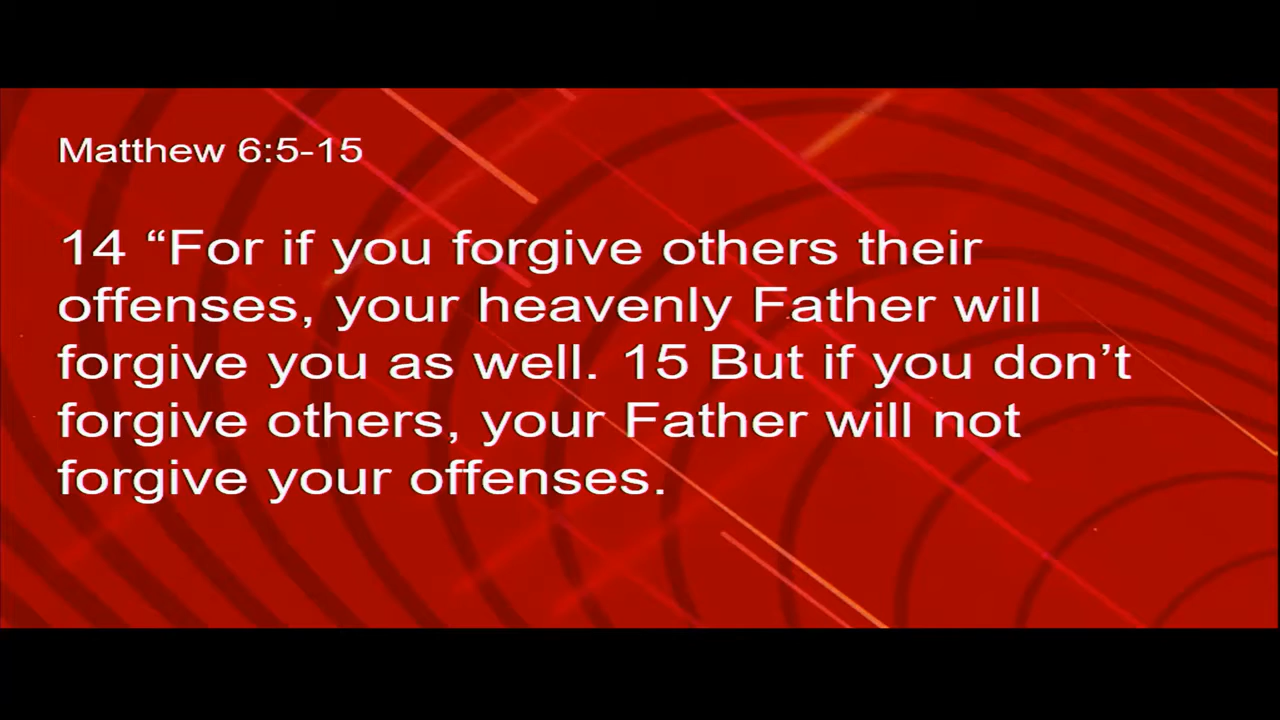 Matthew 6:5-15
14 “For if you forgive others their
offenses, your heavenly Father will
forgive you as well. 15 But if you don’t
forgive others, your Father will not
forgive your offenses.